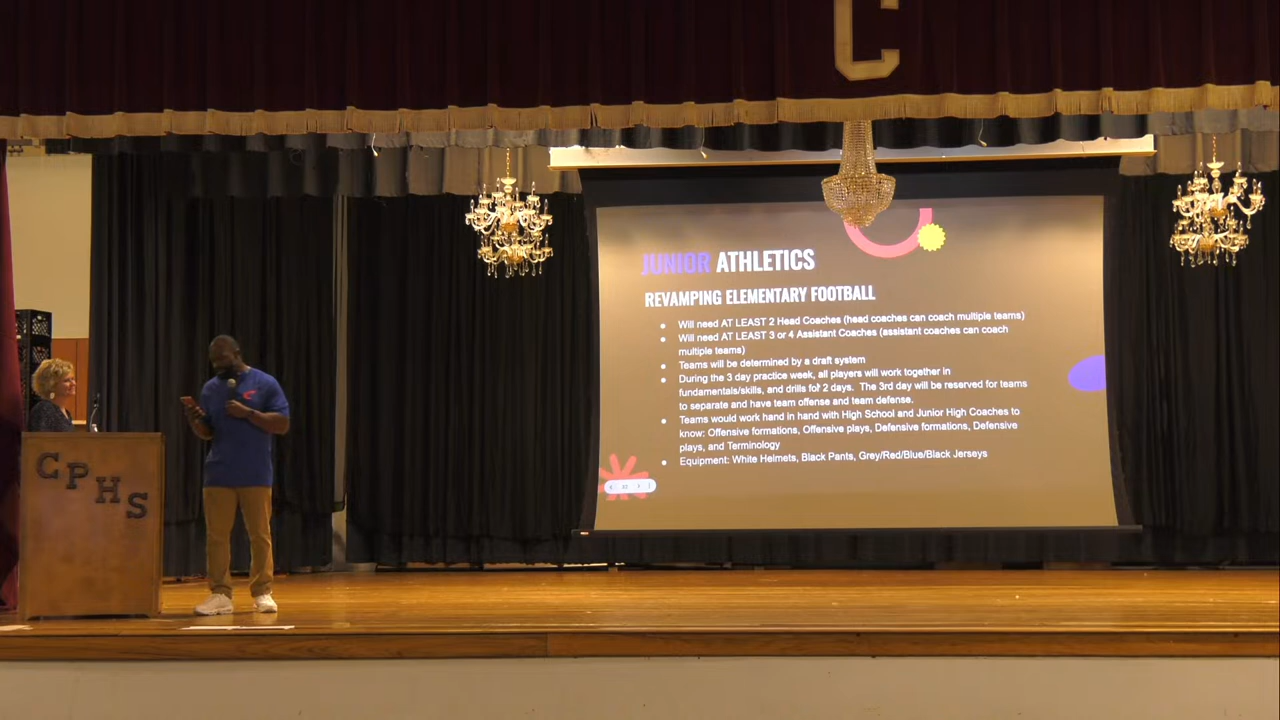 C
JUNIOR ATHLETICS
REVAMPING ELEMENTARY FOOTBALL
● Will need AT LEAST 2 Head Coaches (head coaches can coach multiple teams)
● Will need AT LEAST 3 or 4 Assistant Coaches (assistant coaches can coach
multiple teams)
● Teams will be determined by a draft system
● During the 3 day practice week, all players will work together in
fundamentals/skills, and drills for 2 days. The 3rd day will be reserved for teams
to separate and have team offense and team defense.
● Teams would work hand in hand with High School and Junior High Coaches to
know: Offensive formations, Offensive plays, Defensive formations, Defensive
plays, and Terminology
● Equipment: White Helmets, Black Pants, Grey/Red/Blue/Black Jerseys
CPHS